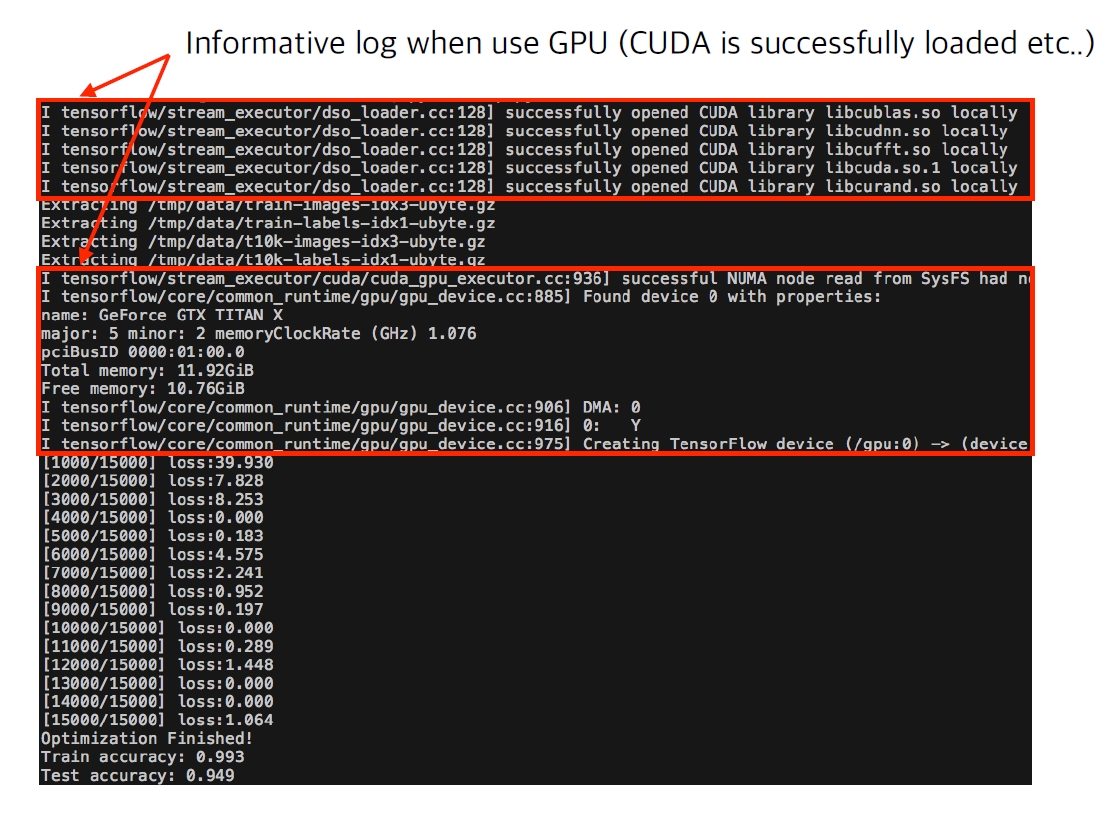 Informative log when use GPU (CUDA is successfully loaded etc..)
I tensorflow/stream_executor/dso_loader.cc:128] successfully opened CUDA library libcublas.so locally
I tensorflow/stream_executor/dso_loader.cc:128] successfully opened CUDA library libcudnn.so locally
I tensorflow/stream_executor/dso_loader.cc:128] successfully opened CUDA library libcufft.so locally
I tensorflow/stream_executor/dso_loader.cc:128] successfully opened CUDA library libcuda.so.1 locally
I tensorflow/stream_executor/dso_loader.cc:128] successfully opened CUDA library libcurand.so locally
Extracting /tmp/data/train-images-idx3-ubyte.gz
Extracting /tmp/data/train-labels-idx1-ubyte.gz
Extracting /tmp/data/t10k-images-idx3-ubyte.gz
Extracting /tmp/data/t10k-labels-idx1-ubyte.gz
I tensorflow/stream_executor/cuda/cuda_gpu_executor.cc:936] successful NUMA node read from SysFS had
I tensorflow/core/common_runtime/gpu/gpu_device.cc:885] Found device 0 with properties:
name: GeForce GTX TITAN X
major: 5 minor: 2 memoryClockRate (GHz) 1.076
pciBusID 0000:01:00.0
Total memory: 11.92GiB
Free memory: 10.76GiB
I tensorflow/core/common_runtime/gpu/gpu_device.cc:906] DMA: 0
I tensorflow/core/common_runtime/gpu/gpu_device.cc:916] 0:   Y
I tensorflow/core/common_runtime/gpu/gpu_device.cc:975] Creating TensorFlow device (/gpu:0) -> (device
[1000/15000] loss:39.930
[2000/15000] loss:7.828
[3000/15000] loss:8.253
[4000/15000] loss:0.000
[5000/15000] loss:0.183
[6000/15000] loss:4.575
[7000/15000] loss:2.241
[8000/15000] loss:0.952
[9000/15000] loss:0.197
[10000/15000] loss:0.000
[11000/15000] loss:0.289
[12000/15000] loss:1.448
[13000/15000] loss:0.000
[14000/15000] loss:0.000
[15000/15000] loss:1.064
Optimization Finished!
Train accuracy: 0.993
Test accuracy: 0.949